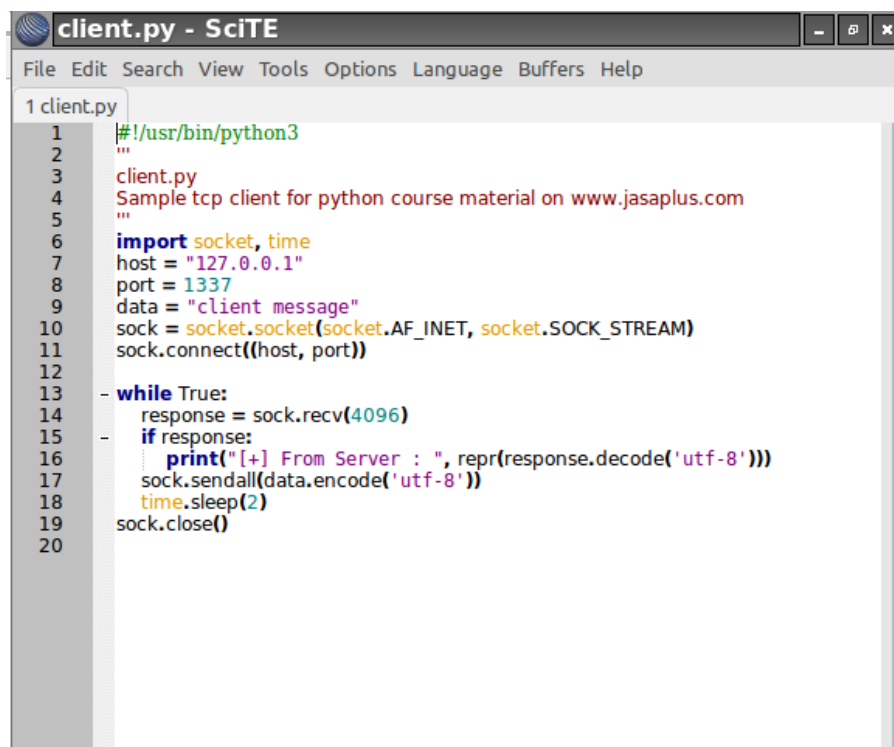 client.py - SciTE
File Edit Search View Tools Options Language Buffers Help
1 client.py
1 #!/usr/bin/python3
2 '''
3 client.py
4 Sample tcp client for python course material on www.jasaplus.com
5 '''
6 import socket, time
7 host = "127.0.0.1"
8 port = 1337
9 data = "client message"
10 sock = socket.socket(socket.AF_INET, socket.SOCK_STREAM)
11 sock.connect((host, port))
12
13 while True:
14     response = sock.recv(4096)
15     if response:
16         print("[+] From Server : ", repr(response.decode('utf-8')))
17     sock.sendall(data.encode('utf-8'))
18     time.sleep(2)
19 sock.close()
20